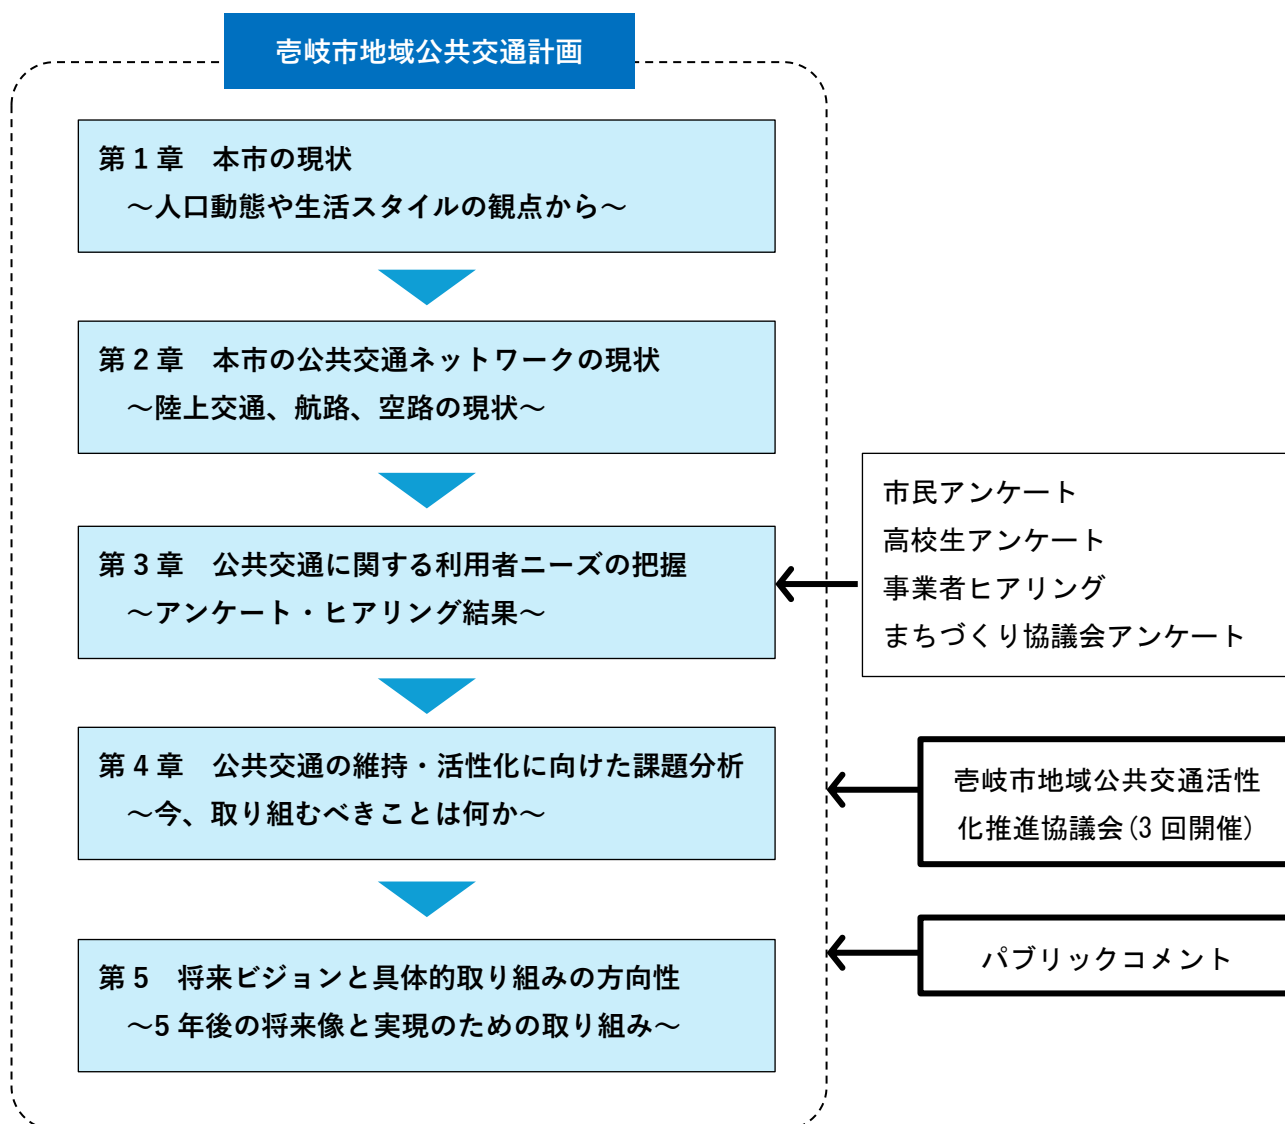 壱岐市地域公共交通計画
第1章　本市の現状
～人口動態や生活スタイルの観点から～
第2章　本市の公共交通ネットワークの現状
～陸上交通、航路、空路の現状～
第3章　公共交通に関する利用者ニーズの把握
～アンケート・ヒアリング結果～
市民アンケート
高校生アンケート
事業者ヒアリング
まちづくり協議会アンケート
第4章　公共交通の維持・活性化に向けた課題分析
～今、取り組むべきことは何か～
壱岐市地域公共交通活性
化推進協議会(3回開催)
第5　将来ビジョンと具体的取り組みの方向性
～5年後の将来像と実現のための取り組み～
パブリックコメント